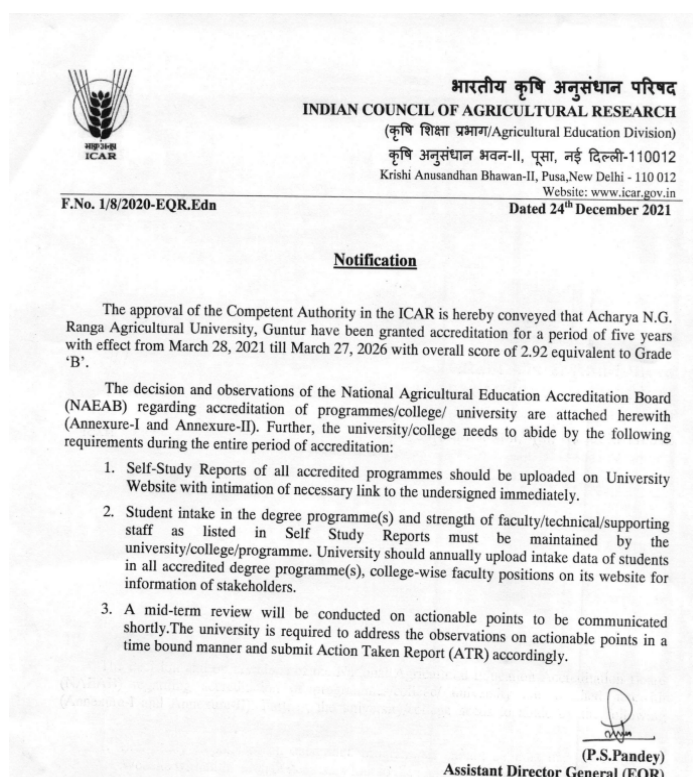 भाकृअनुप
ICAR
भारतीय कृषि अनुसंधान परिषद
INDIAN COUNCIL OF AGRICULTURAL RESEARCH
(कृषि शिक्षा प्रभाग/Agricultural Education Division)
कृषि अनुसंधान भवन-II, पूसा, नई दिल्ली-110012
Krishi Anusandhan Bhawan-II, Pusa,New Delhi - 110 012
Website: www.icar.gov.in
F.No. 1/8/2020-EQR.Edn
Dated 24th December 2021
Notification
The approval of the Competent Authority in the ICAR is hereby conveyed that Acharya N.G.
Ranga Agricultural University, Guntur have been granted accreditation for a period of five years
with effect from March 28, 2021 till March 27, 2026 with overall score of 2.92 equivalent to Grade
‘B’.
The decision and observations of the National Agricultural Education Accreditation Board
(NAEAB) regarding accreditation of programmes/college/ university are attached herewith
(Annexure-I and Annexure-II). Further, the university/college needs to abide by the following
requirements during the entire period of accreditation:
1. Self-Study Reports of all accredited programmes should be uploaded on University
Website with intimation of necessary link to the undersigned immediately.
2. Student intake in the degree programme(s) and strength of faculty/technical/supporting
staff as listed in Self Study Reports must be maintained by the
university/college/programme. University should annually upload intake data of students
in all accredited degree programme(s), college-wise faculty positions on its website for
information of stakeholders.
3. A mid-term review will be conducted on actionable points to be communicated
shortly.The university is required to address the observations on actionable points in a
time bound manner and submit Action Taken Report (ATR) accordingly.
(P.S.Pandey)
Assistant Director General (EQR)